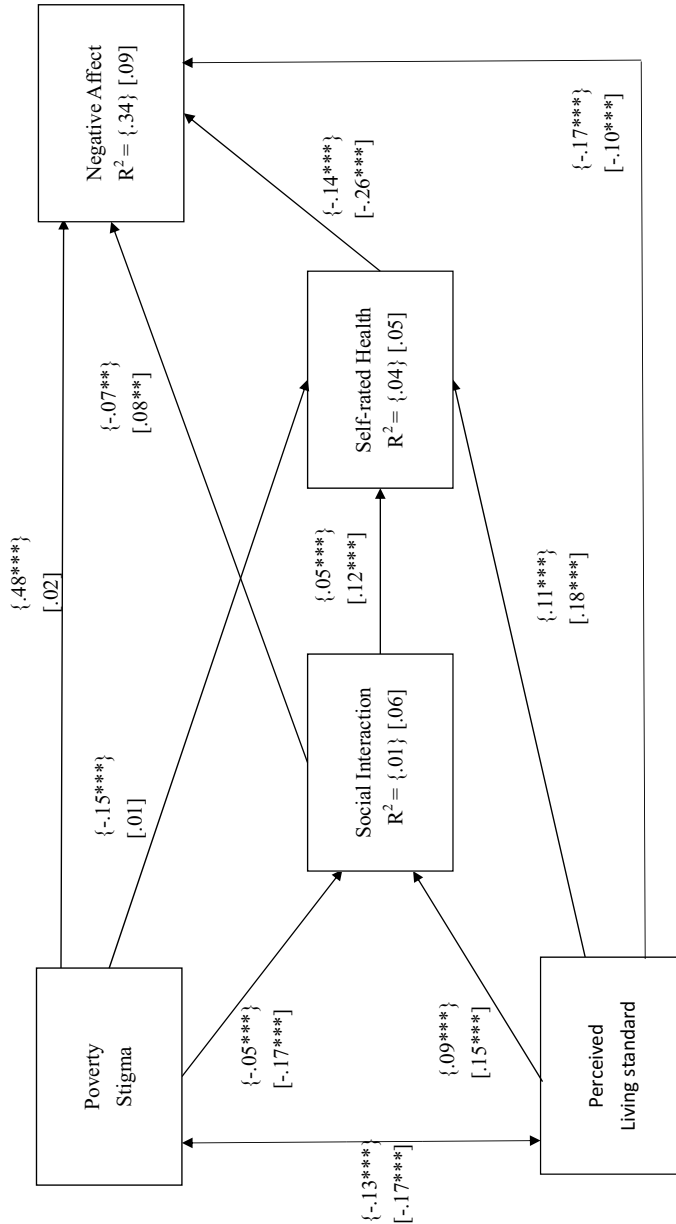 Poverty
Stigma
Perceived
Living standard
{-.13***}
[-.17***]
{-.05***}
[-.17***]
{.09***}
[.15***]
Social Interaction
R² = {.01} [.06]
{-.15***}
[.01]
{.05***}
[.12***]
Self-rated Health
R² = {.04} [.05]
{.11***}
[.18***]
{.48***}
[.02]
{-.07**}
[.08**]
{-.14***}
[-.26***]
Negative Affect
R² = {.34} [.09]
{-.17***}
[-.10***]